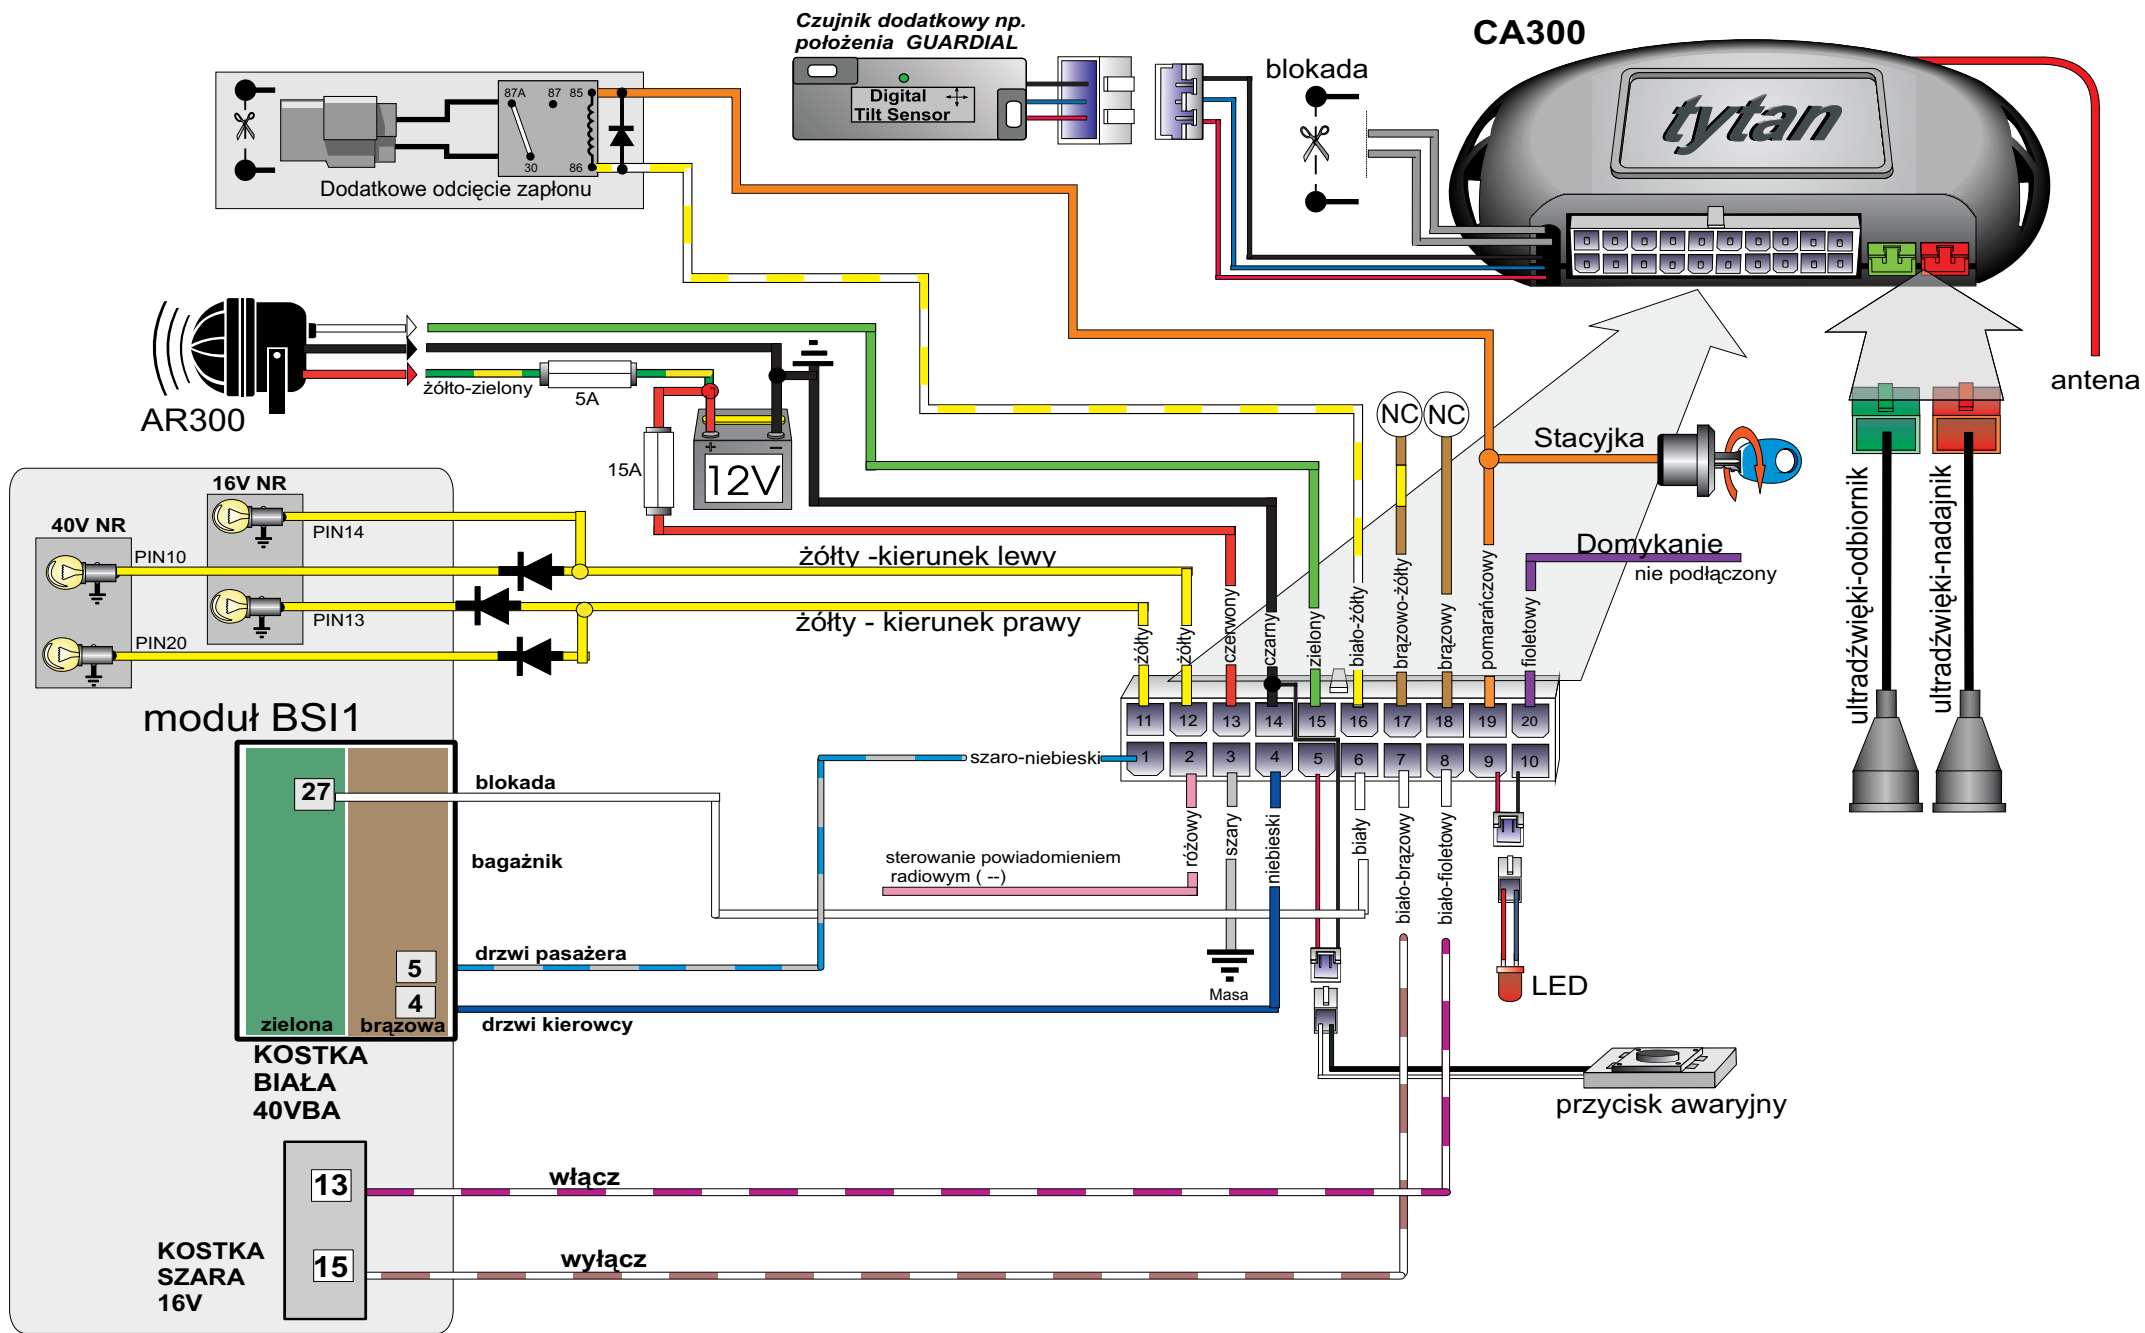 Czujnik dodatkowy np.
położenia GUARDIAL
CA300
blokada
tytan
Digital
Tilt Sensor
87A 87 85
30 86
Dodatkowe odcięcie zapłonu
AR300
żółto-zielony
5A
15A
+ -
12V
NC NC
Stacyjka
antena
ultradźwięki-odbiornik
ultradźwięki-nadajnik
Domykanie
nie podłączony
16V NR
40V NR
PIN14
PIN10
PIN13
PIN20
żółty -kierunek lewy
żółty - kierunek prawy
żółty
żółty
czerwony
czarny
zielony
biało-żółty
brązowo-żółty
brązowy
pomarańczowy
fioletowy
11 12 13 14 15 16 17 18 19 20
1 2 3 4 5 6 7 8 9 10
szaro-niebieski
różowy
szary
niebieski
biały
biało-brązowy
biało-fioletowy
moduł BSI1
27
blokada
bagażnik
sterowanie powiadomieniem
radiowym ( --)
5
4
drzwi pasażera
drzwi kierowcy
zielona brązowa
Masa
LED
przycisk awaryjny
KOSTKA
BIAŁA
40VBA
13
włącz
15
wyłącz
KOSTKA
SZARA
16V